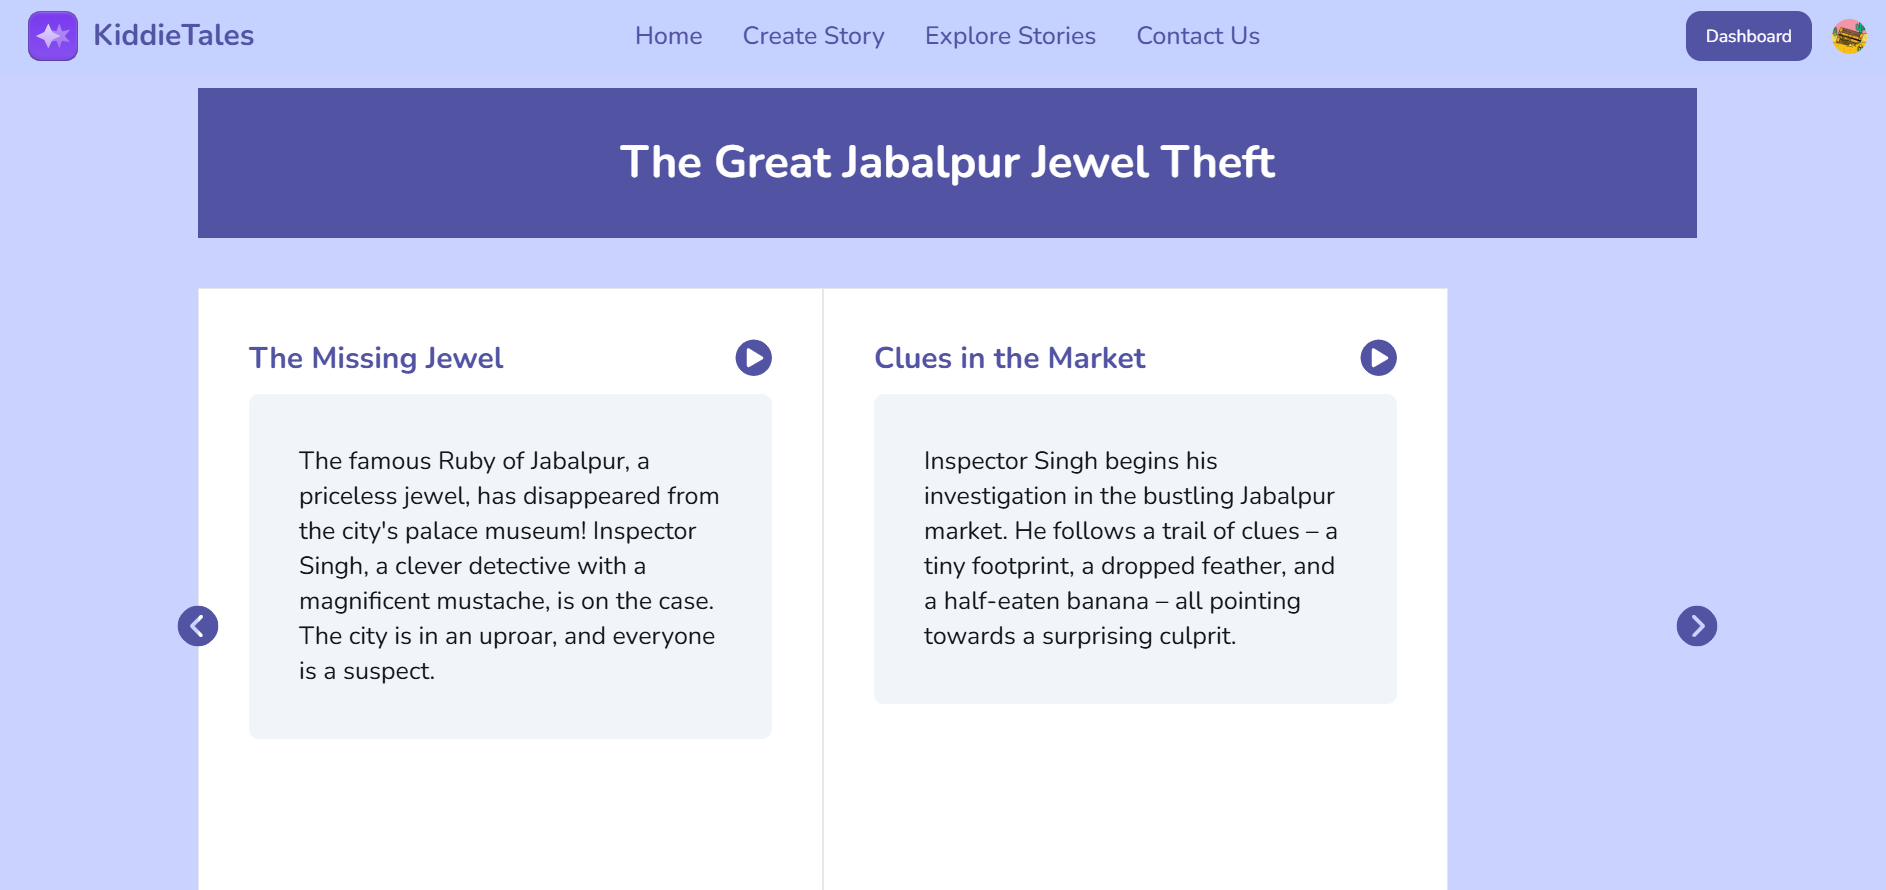 KiddieTales
Home
Create Story
Explore Stories
Contact Us
Dashboard
The Great Jabalpur Jewel Theft
The Missing Jewel
The famous Ruby of Jabalpur, a
priceless jewel, has disappeared from
the city's palace museum! Inspector
Singh, a clever detective with a
magnificent mustache, is on the case.
The city is in an uproar, and everyone
is a suspect.
Clues in the Market
Inspector Singh begins his
investigation in the bustling Jabalpur
market. He follows a trail of clues – a
tiny footprint, a dropped feather, and
a half-eaten banana – all pointing
towards a surprising culprit.